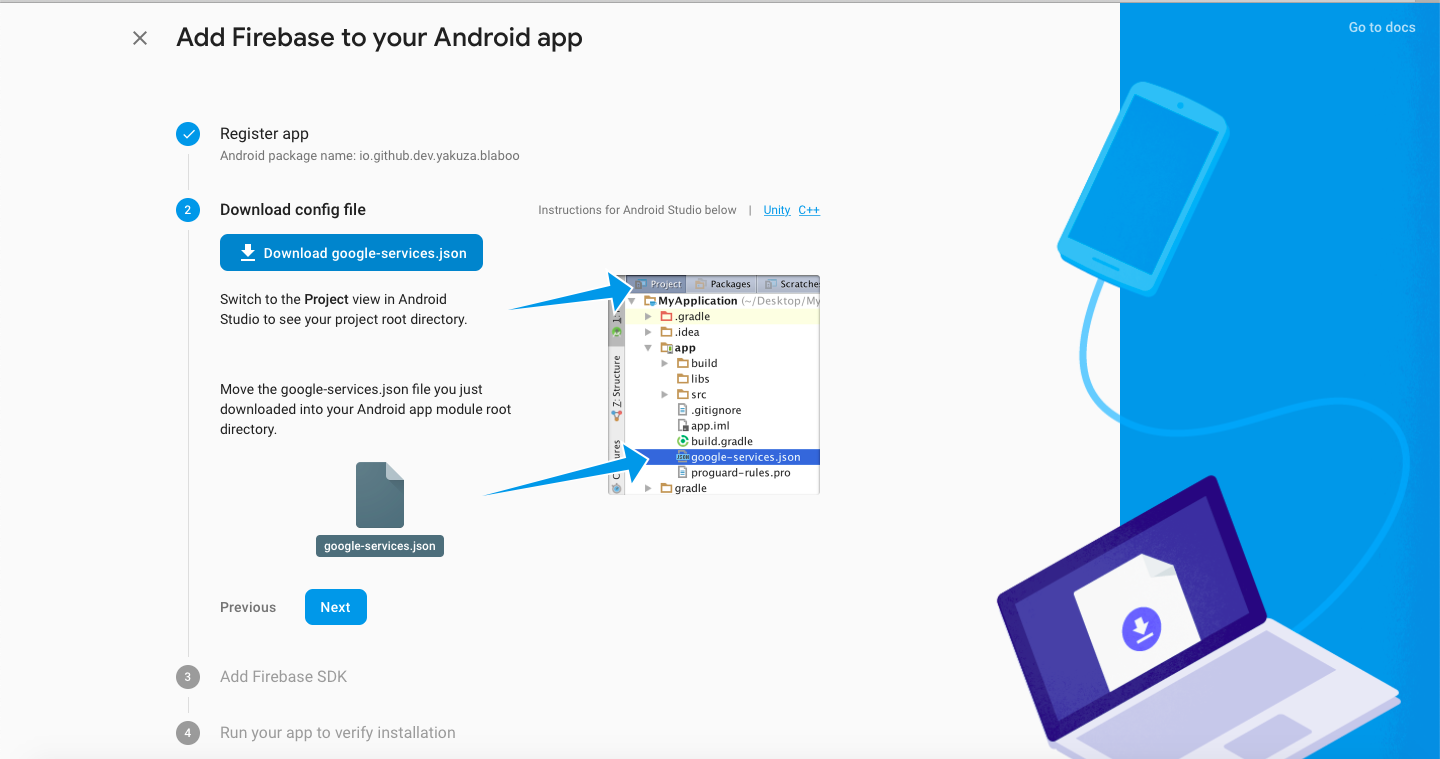 Add Firebase to your Android app
Go to docs
Register app
Android package name: io.github.dev.yakuza.blaboo
2
Download config file
Instructions for Android Studio below | Unity C++
Download google-services.json
Switch to the Project view in Android
Studio to see your project root directory.
Move the google-services.json file you just
downloaded into your Android app module root
directory.
google-services.json
Project
Packages
Scratches
MyApplication (~/Desktop/My
.gradle
.idea
app
build
libs
src
.gitignore
app.iml
build.gradle
google-services.json
proguard-rules.pro
gradle
1:
Z: Structure
Previous
Next
3
Add Firebase SDK
4
Run your app to verify installation